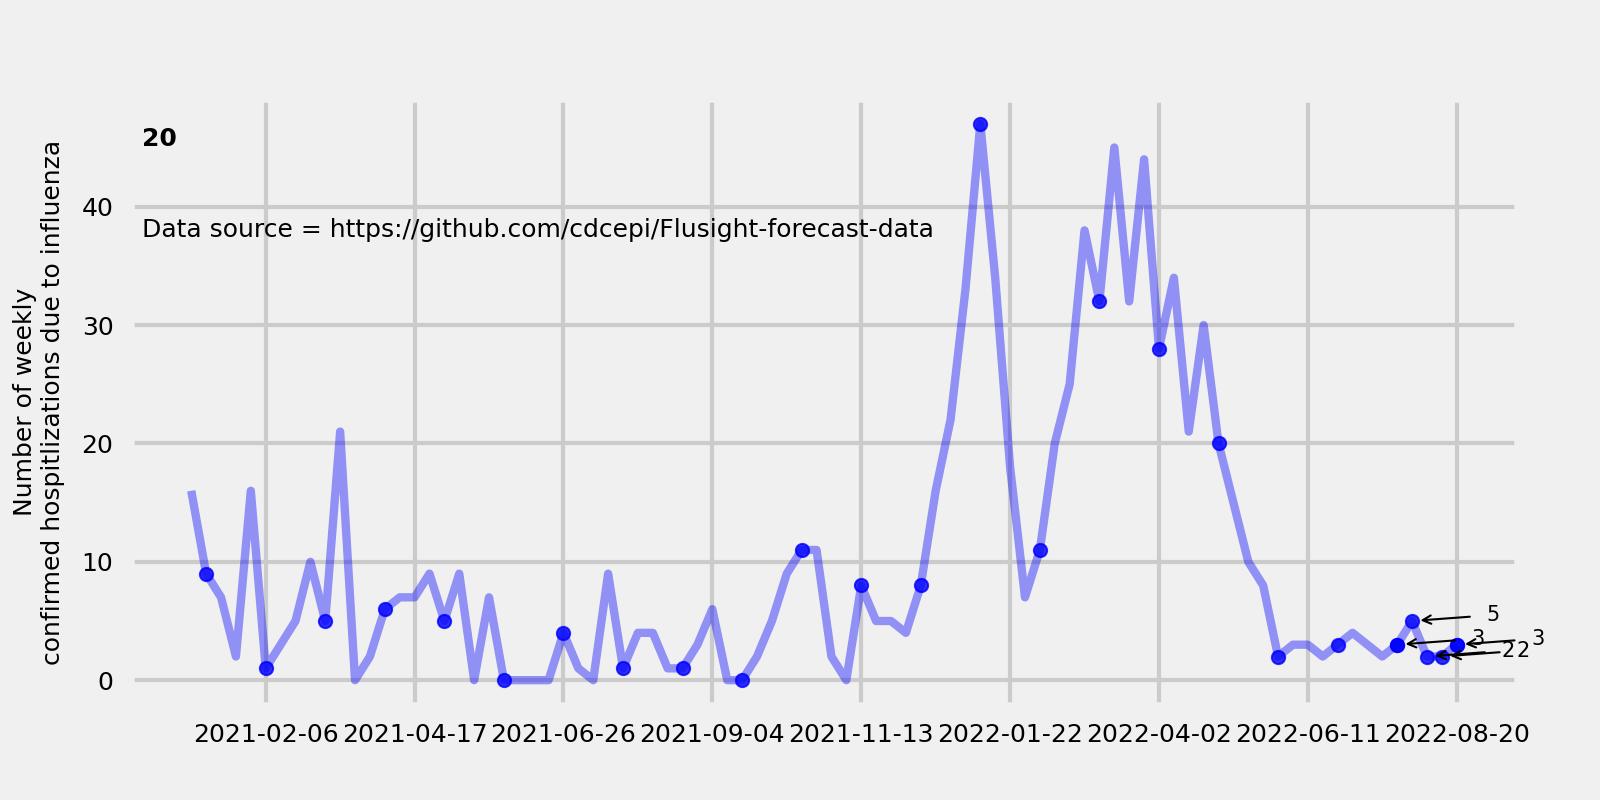 20
Data source = https://github.com/cdcepi/Flusight-forecast-data
Number of weekly
confirmed hospitlizations due to influenza
40
30
20
10
0
5
3
2
2
3
2021-02-06 2021-04-17 2021-06-26 2021-09-04 2021-11-13 2022-01-22 2022-04-02 2022-06-11 2022-08-20